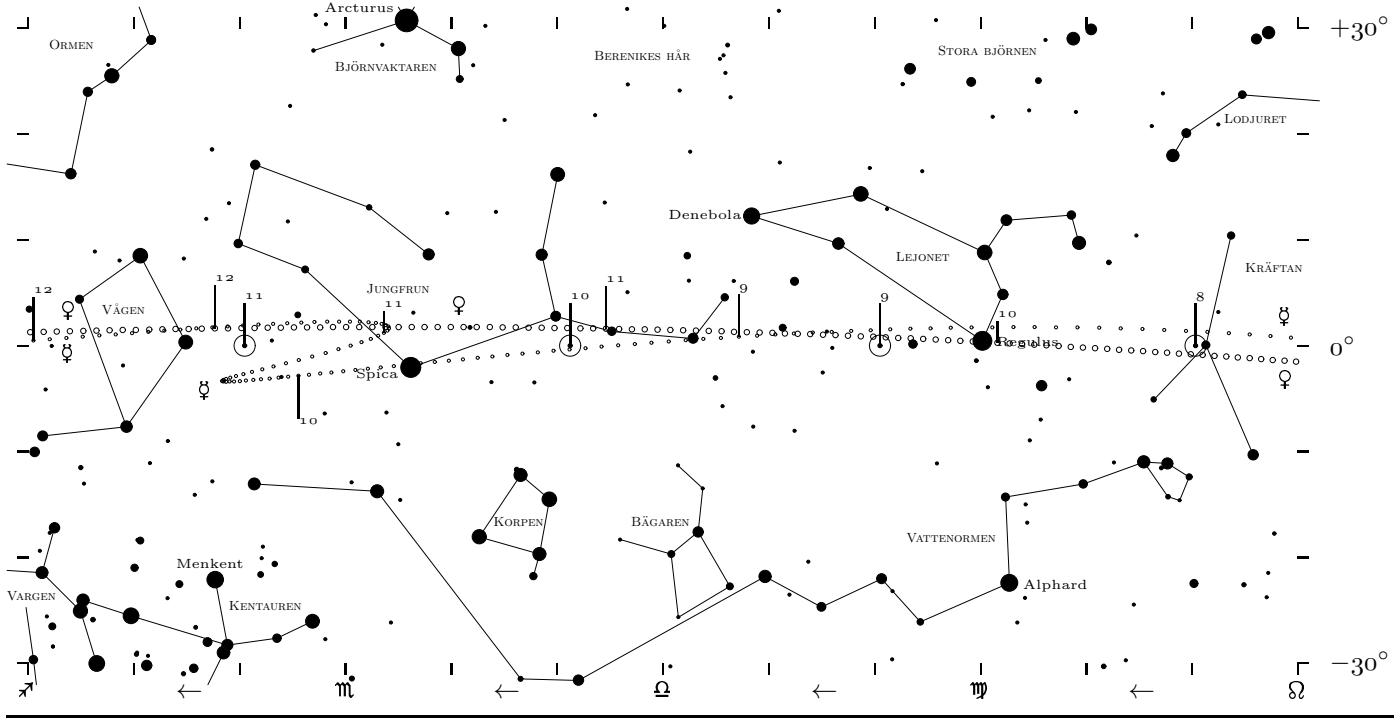 Arcturus
+30°
Ormen
Björnvaktaren
Berenikes hår
Stora björnen
Lodjuret
Denebola
Lejonet
Kräftan
Jungfrun
Vågen
12 12 11 11 10 11 9 9 10 8
♀ ♀ ☿
Regulus
0°
☿ ☿ Spica ♀
10
Korpen
Bägaren
Vattenormen
Menkent
Alphard
Vargen
Kentauren
−30°
♐ ← ♏ ← ♎ ← ♍ ← ♌